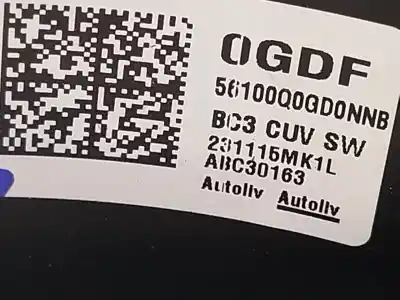 0GDF
56100Q0GD0NNB
BC3 CUV SW
231115MK1L
ABC30163
Autoliv Autoliv